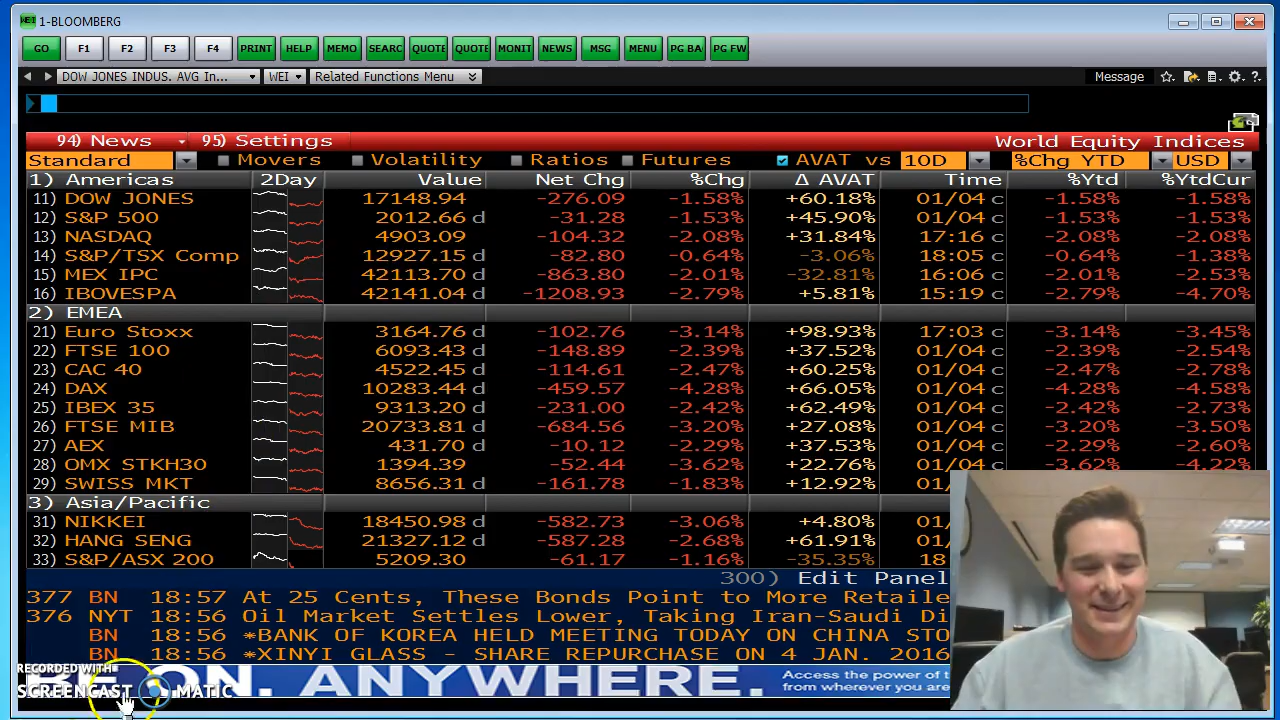 WEI 1-BLOOMBERG
GO F1 F2 F3 F4 PRINT HELP MEMO SEARC QUOTE QUOTE MONIT NEWS MSG MENU PG BA PG FW
DOW JONES INDUS. AVG In... WEI Related Functions Menu Message
94) News 95) Settings World Equity Indices
Standard Movers Volatility Ratios Futures AVAT vs 10D %Chg YTD USD
1) Americas 2Day Value Net Chg %Chg Δ AVAT Time %Ytd %YtdCur
11) DOW JONES 17148.94 -276.09 -1.58% +60.18% 01/04 c -1.58% -1.58%
12) S&P 500 2012.66 d -31.28 -1.53% +45.90% 01/04 c -1.53% -1.53%
13) NASDAQ 4903.09 -104.32 -2.08% +31.84% 17:16 c -2.08% -2.08%
14) S&P/TSX Comp 12927.15 d -82.80 -0.64% -3.06% 18:05 c -0.64% -1.38%
15) MEX IPC 42113.70 d -863.80 -2.01% -32.81% 16:06 c -2.01% -2.53%
16) IBOVESPA 42141.04 d -1208.93 -2.79% +5.81% 15:19 c -2.79% -4.70%
2) EMEA
21) Euro Stoxx 3164.76 d -102.76 -3.14% +98.93% 17:03 c -3.14% -3.45%
22) FTSE 100 6093.43 d -148.89 -2.39% +37.52% 01/04 c -2.39% -2.54%
23) CAC 40 4522.45 d -114.61 -2.47% +60.25% 01/04 c -2.47% -2.78%
24) DAX 10283.44 d -459.57 -4.28% +66.05% 01/04 c -4.28% -4.58%
25) IBEX 35 9313.20 d -231.00 -2.42% +62.49% 01/04 c -2.42% -2.73%
26) FTSE MIB 20733.81 d -684.56 -3.20% +27.08% 01/04 c -3.20% -3.50%
27) AEX 431.70 d -10.12 -2.29% +37.53% 01/04 c -2.29% -2.60%
28) OMX STKH30 1394.39 -52.44 -3.62% +22.76% 01/04 c -3.62% -4.22%
29) SWISS MKT 8656.31 d -161.78 -1.83% +12.92% 01/
3) Asia/Pacific
31) NIKKEI 18450.98 d -582.73 -3.06% +4.80% 01/
32) HANG SENG 21327.12 d -587.28 -2.68% +61.91% 01/
33) S&P/ASX 200 5209.30 -61.17 -1.16% -35.35% 18
300) Edit Panel
377 BN 18:57 At 25 Cents, These Bonds Point to More Retaile
376 NYT 18:56 Oil Market Settles Lower, Taking Iran-Saudi Di
BN 18:56 *BANK OF KOREA HELD MEETING TODAY ON CHINA STO
BN 18:56 *XINYI GLASS - SHARE REPURCHASE ON 4 JAN. 2016
RECORDED WITH
SCREENCAST MATIC
BE ON. ANYWHERE. Access the power of t
from wherever you are